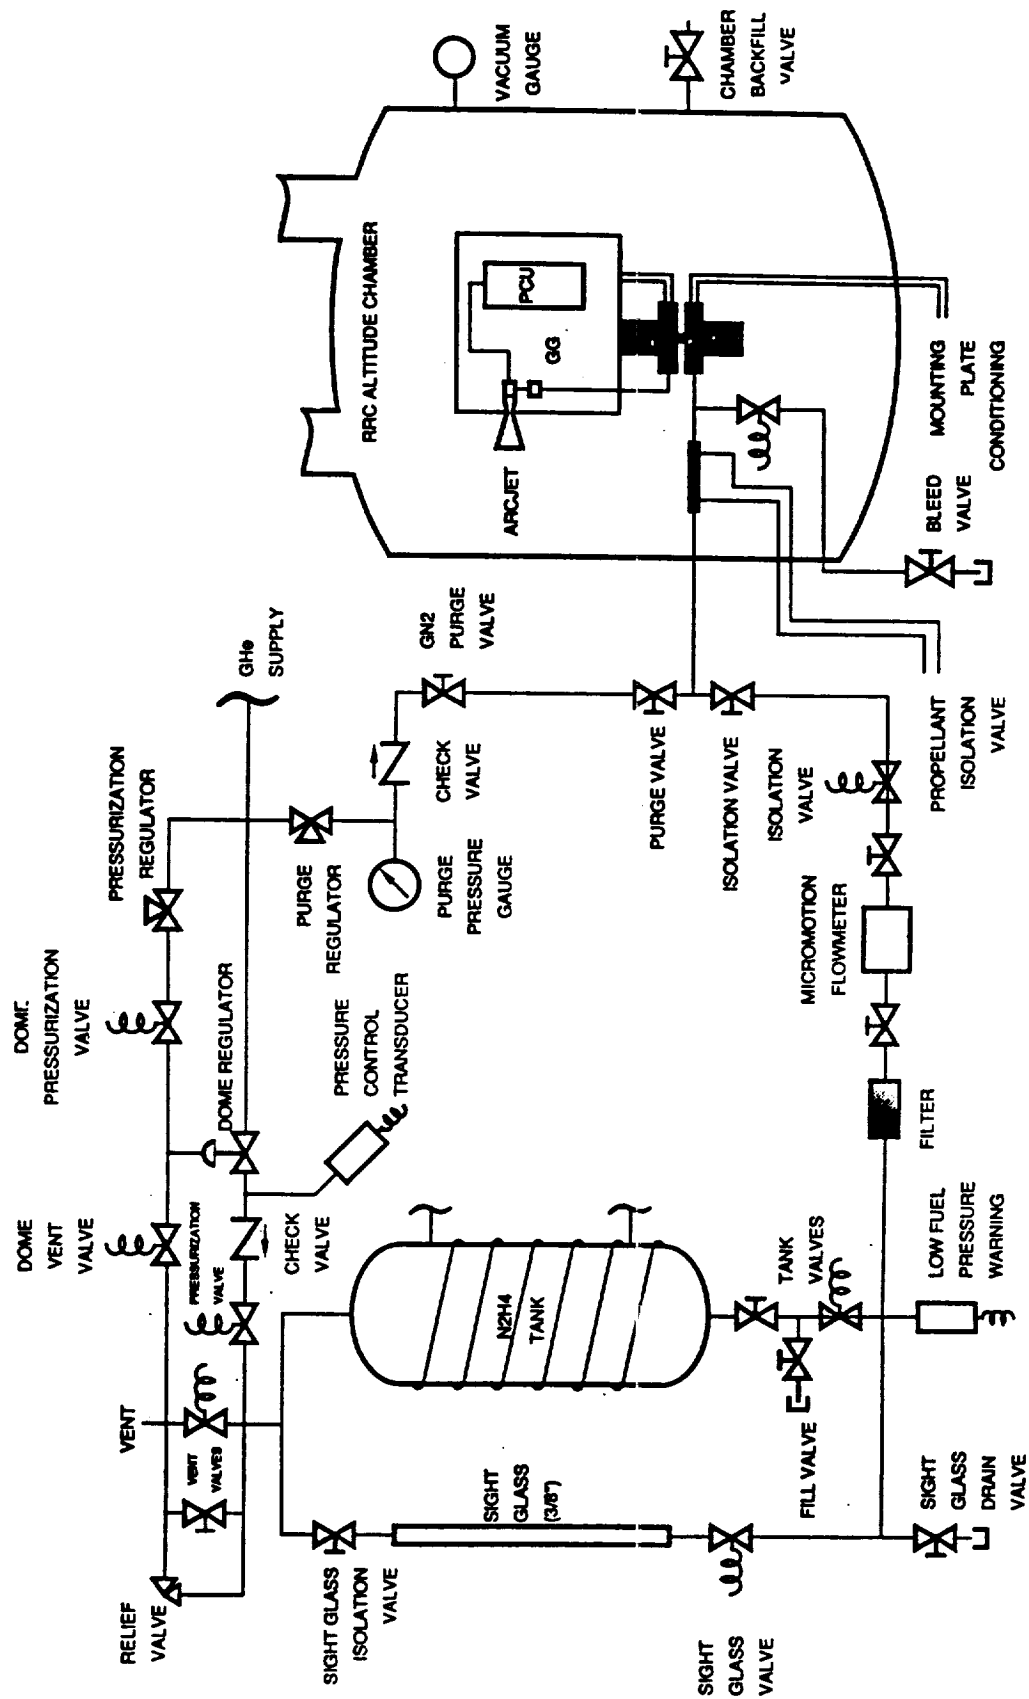 RELIEF
VALVE
VENT
VENT
VALVES
DOME
VENT
VALVE
PRESSURIZATION
VALVE
CHECK
VALVE
DOME REGULATOR
PRESSURIZATION
VALVE
PRESSURIZATION
REGULATOR
PRESSURE
CONTROL
TRANSDUCER
PURGE
REGULATOR
PURGE
PRESSURE
GAUGE
CHECK
VALVE
GHe
SUPPLY
GN2
PURGE
VALVE
PURGE VALVE
ISOLATION VALVE
ISOLATION
VALVE
SIGHT GLASS
ISOLATION
VALVE
SIGHT
GLASS
(3/8")
SIGHT
GLASS
VALVE
N2H4
TANK
TANK
VALVES
FILL VALVE
SIGHT
GLASS
DRAIN
VALVE
LOW FUEL
PRESSURE
WARNING
FILTER
MICROMOTION
FLOWMETER
PROPELLANT
ISOLATION
VALVE
BLEED
VALVE
MOUNTING
PLATE
CONDITIONING
RRC ALTITUDE CHAMBER
ARCJET
GG
PCU
VACUUM
GAUGE
CHAMBER
BACKFILL
VALVE